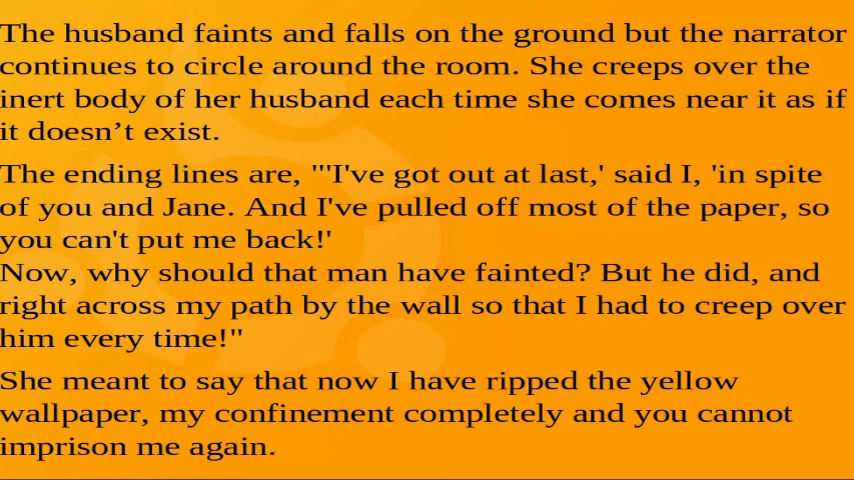 The husband faints and falls on the ground but the narrator
continues to circle around the room. She creeps over the
inert body of her husband each time she comes near it as if
it doesn’t exist.
The ending lines are, "'I've got out at last,' said I, 'in spite
of you and Jane. And I've pulled off most of the paper, so
you can't put me back!'
Now, why should that man have fainted? But he did, and
right across my path by the wall so that I had to creep over
him every time!"
She meant to say that now I have ripped the yellow
wallpaper, my confinement completely and you cannot
imprison me again.